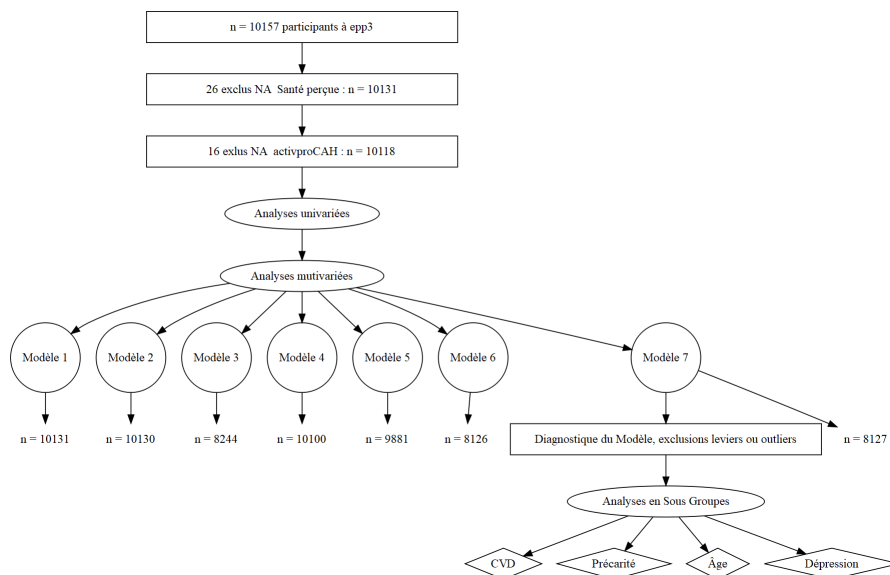 n = 10157 participants à epp3
26 exclus NA Santé perçue : n = 10131
16 exlus NA activproCAH : n = 10118
Analyses univariées
Analyses mutivariées
Modèle 1
Modèle 2
Modèle 3
Modèle 4
Modèle 5
Modèle 6
Modèle 7
n = 10131
n = 10130
n = 8244
n = 10100
n = 9881
n = 8126
Diagnostique du Modèle, exclusions leviers ou outliers
n = 8127
Analyses en Sous Groupes
CVD
Précarité
Âge
Dépression